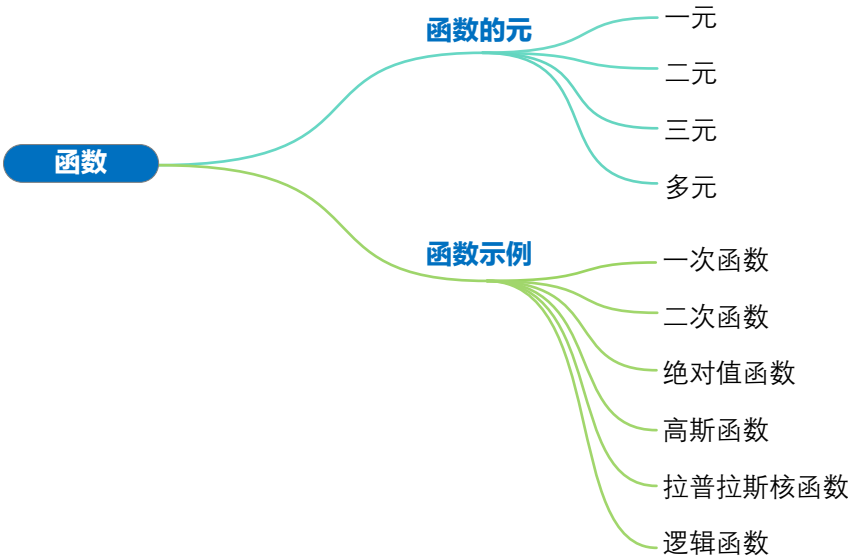 函数
函数的元
一元
二元
三元
多元
函数示例
一次函数
二次函数
绝对值函数
高斯函数
拉普拉斯核函数
逻辑函数